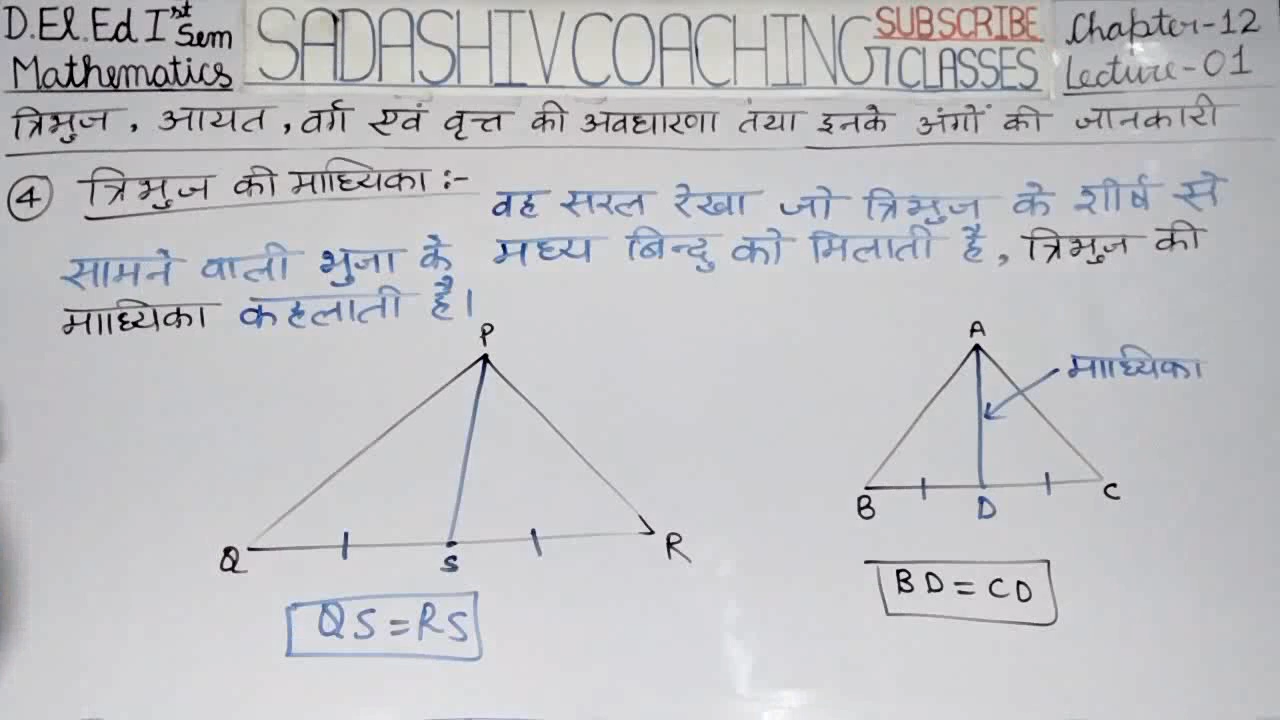 D.El.Ed Ist Sem
Mathematics
SADASHIV COACHING CLASSES
SUBSCRIBE
Chapter-12
Lecture-01
त्रिभुज, आयत, वर्ग एवं वृत्त की अवधारणा तथा इनके अंगों की जानकारी
④ त्रिभुज की माध्यिका :- वह सरल रेखा जो त्रिभुज के शीर्ष से
सामने वाली भुजा के मध्य बिन्दु को मिलाती है, त्रिभुज की
माध्यिका कहलाती है।
P
Q
S
R
QS = RS
A
माध्यिका
B
D
C
BD = CD